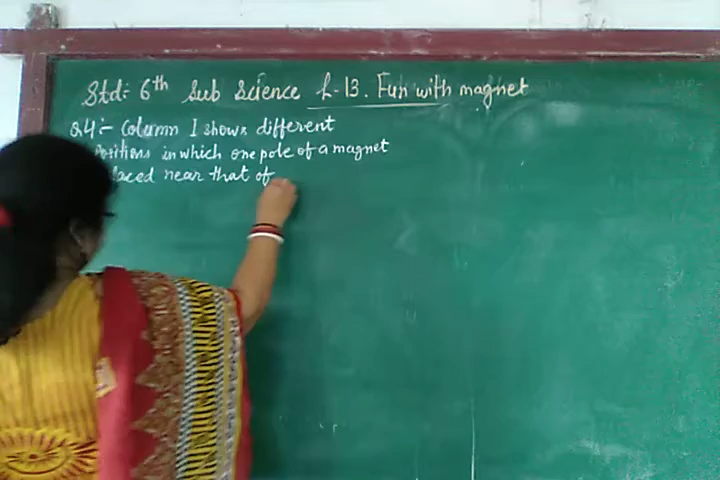 Std: 6th Sub Science L-13. Fun with magnet
Q4:- Column I shows different
positions in which one pole of a magnet
placed near that of